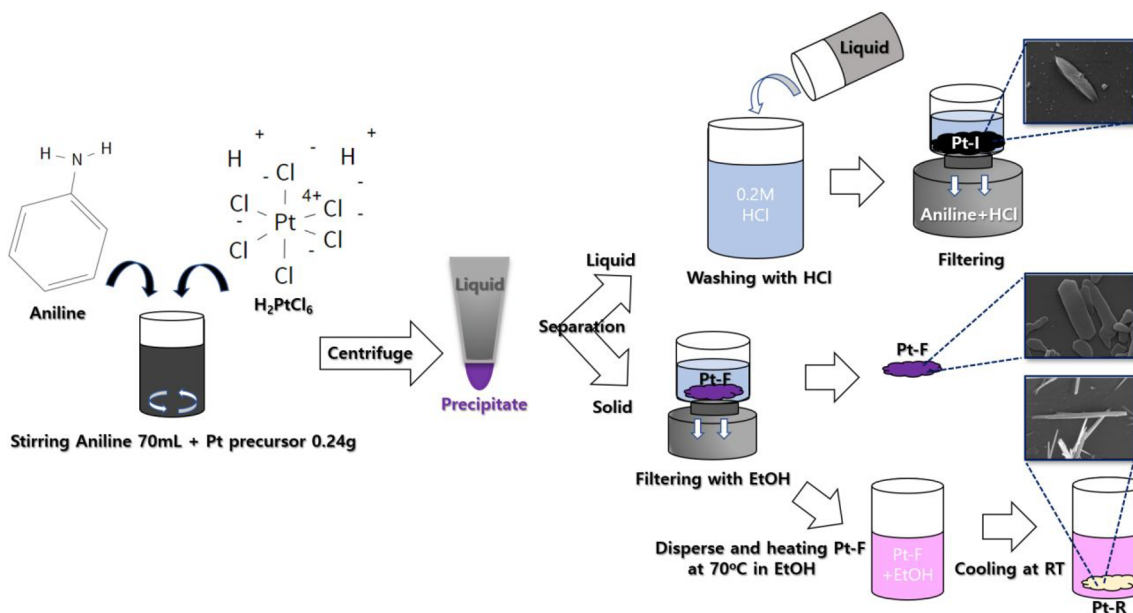 H
H
N
Aniline
+
H
-
+
H
-
-
-
-
-
Cl
4+
Cl
Cl
Pt
Cl
Cl
Cl
H₂PtCl₆
Stirring Aniline 70mL + Pt precursor 0.24g
Centrifuge
Liquid
Precipitate
Separation
Liquid
Solid
Liquid
0.2M
HCl
Washing with HCl
Pt-I
Aniline+HCl
Filtering
Pt-F
Filtering with EtOH
Pt-F
Disperse and heating Pt-F
at 70ºC in EtOH
Pt-F
+EtOH
Cooling at RT
Pt-R